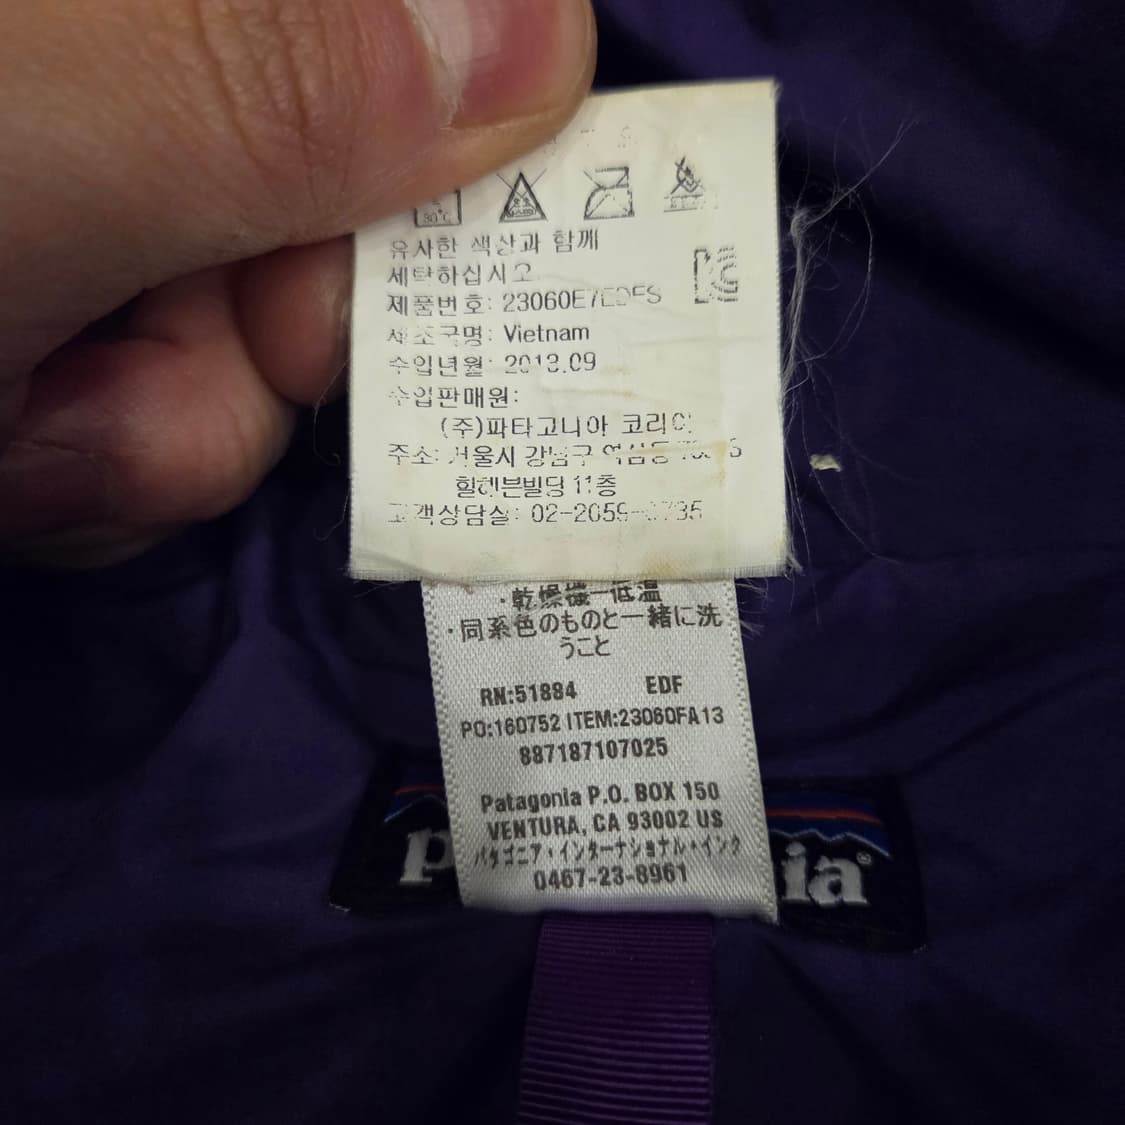 30°C
유사한 색상과 함께
세탁하십시오
제품번호: 23060E7EDFS
제조국명: Vietnam
수입년월: 2013.09
수입판매원:
(주)파타고니아 코리아
주소: 서울시 강남구 역삼동
힐해븐빌딩 11층
고객상담실: 02-2059-
・乾燥機一低温
・同系色のものと一緒に洗
うこと
RN:51884 EDF
PO:160752 ITEM:23060FA13
887187107025
Patagonia P.O. BOX 150
VENTURA, CA 93002 US
パタゴニア・インターナショナル・インク
0467-23-8961
p ia®